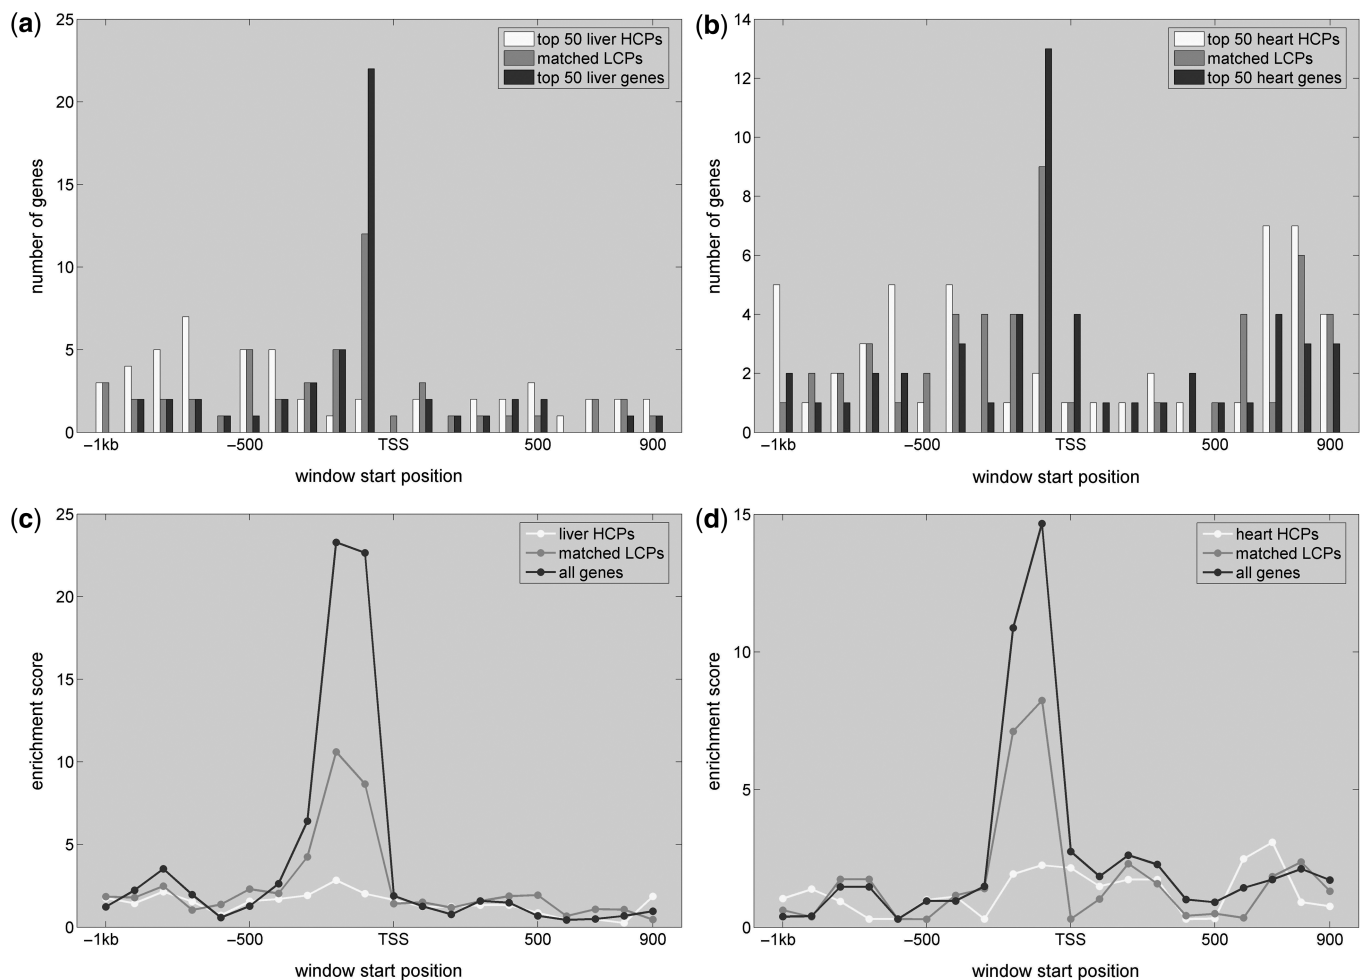 (a)
25
20
15
10
5
0
number of genes
top 50 liver HCPs
matched LCPs
top 50 liver genes
−1kb
−500
TSS
500
900
window start position
(b)
14
12
10
8
6
4
2
0
number of genes
top 50 heart HCPs
matched LCPs
top 50 heart genes
−1kb
−500
TSS
500
900
window start position
(c)
25
20
15
10
5
0
enrichment score
liver HCPs
matched LCPs
all genes
−1kb
−500
TSS
500
900
window start position
(d)
15
10
5
0
enrichment score
heart HCPs
matched LCPs
all genes
−1kb
−500
TSS
500
900
window start position